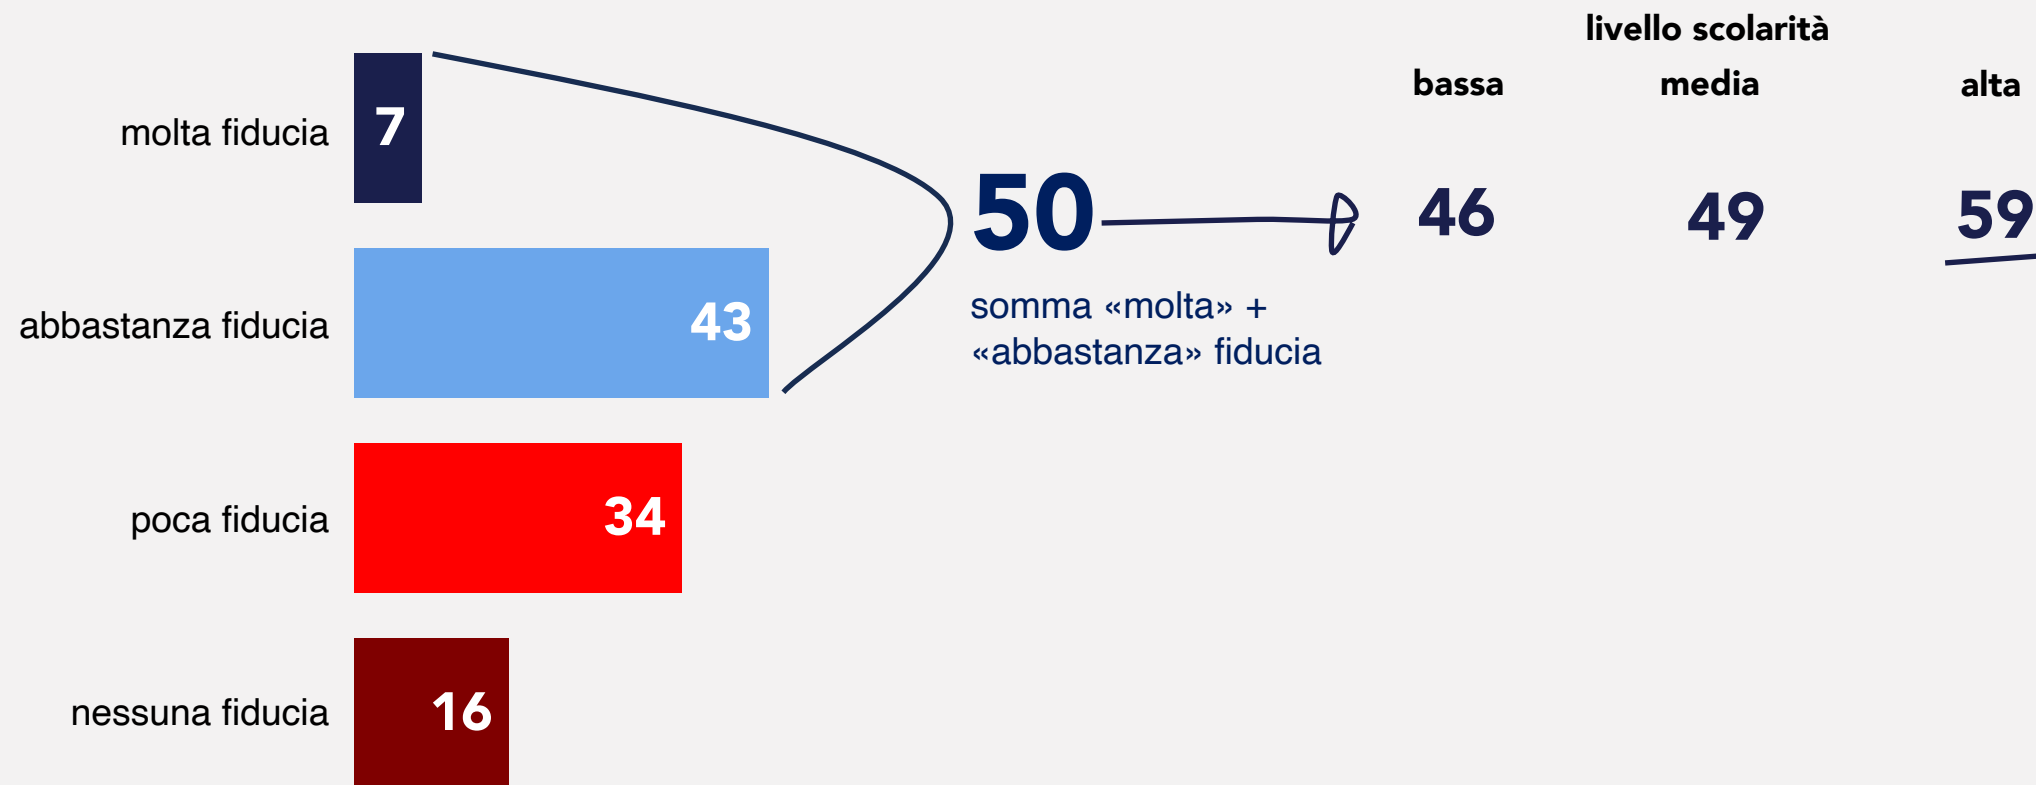 livello scolarità
bassa media alta
molta fiducia 7
50 46 49 59
abbastanza fiducia 43
somma «molta» +
«abbastanza» fiducia
poca fiducia 34
nessuna fiducia 16